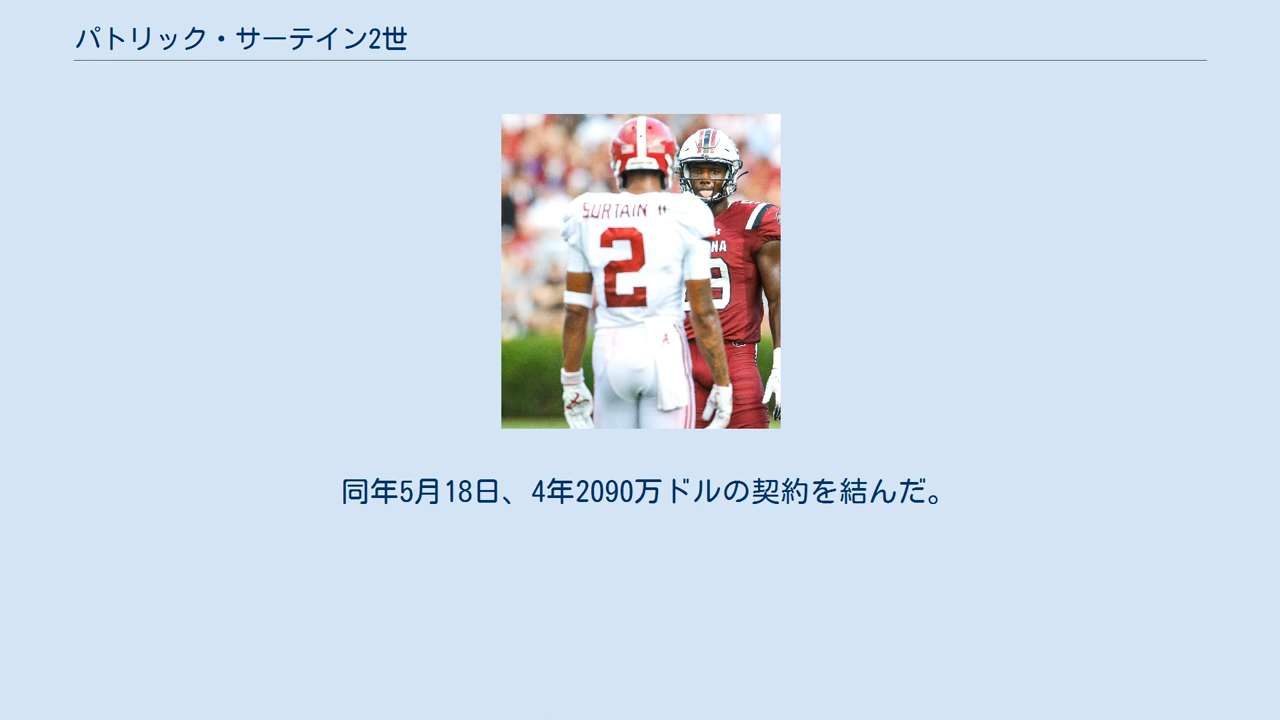 パトリック・サーテイン2世
SURTAIN II
2
NA
9
同年5月18日、4年2090万ドルの契約を結んだ。